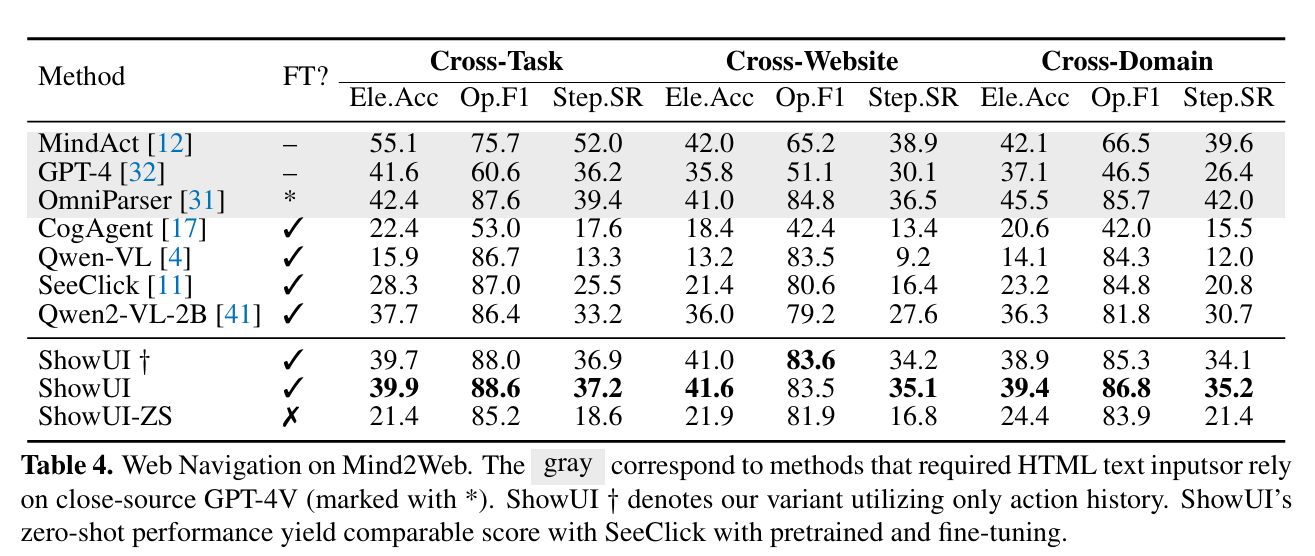 Method FT? Cross-Task Cross-Website Cross-Domain
Ele.Acc Op.F1 Step.SR Ele.Acc Op.F1 Step.SR Ele.Acc Op.F1 Step.SR
MindAct [12] – 55.1 75.7 52.0 42.0 65.2 38.9 42.1 66.5 39.6
GPT-4 [32] – 41.6 60.6 36.2 35.8 51.1 30.1 37.1 46.5 26.4
OmniParser [31] * 42.4 87.6 39.4 41.0 84.8 36.5 45.5 85.7 42.0
CogAgent [17] ✓ 22.4 53.0 17.6 18.4 42.4 13.4 20.6 42.0 15.5
Qwen-VL [4] ✓ 15.9 86.7 13.3 13.2 83.5 9.2 14.1 84.3 12.0
SeeClick [11] ✓ 28.3 87.0 25.5 21.4 80.6 16.4 23.2 84.8 20.8
Qwen2-VL-2B [41] ✓ 37.7 86.4 33.2 36.0 79.2 27.6 36.3 81.8 30.7
ShowUI † ✓ 39.7 88.0 36.9 41.0 83.6 34.2 38.9 85.3 34.1
ShowUI ✓ 39.9 88.6 37.2 41.6 83.5 35.1 39.4 86.8 35.2
ShowUI-ZS ✗ 21.4 85.2 18.6 21.9 81.9 16.8 24.4 83.9 21.4
Table 4. Web Navigation on Mind2Web. The gray correspond to methods that required HTML text inputsor rely
on close-source GPT-4V (marked with *). ShowUI † denotes our variant utilizing only action history. ShowUI's
zero-shot performance yield comparable score with SeeClick with pretrained and fine-tuning.